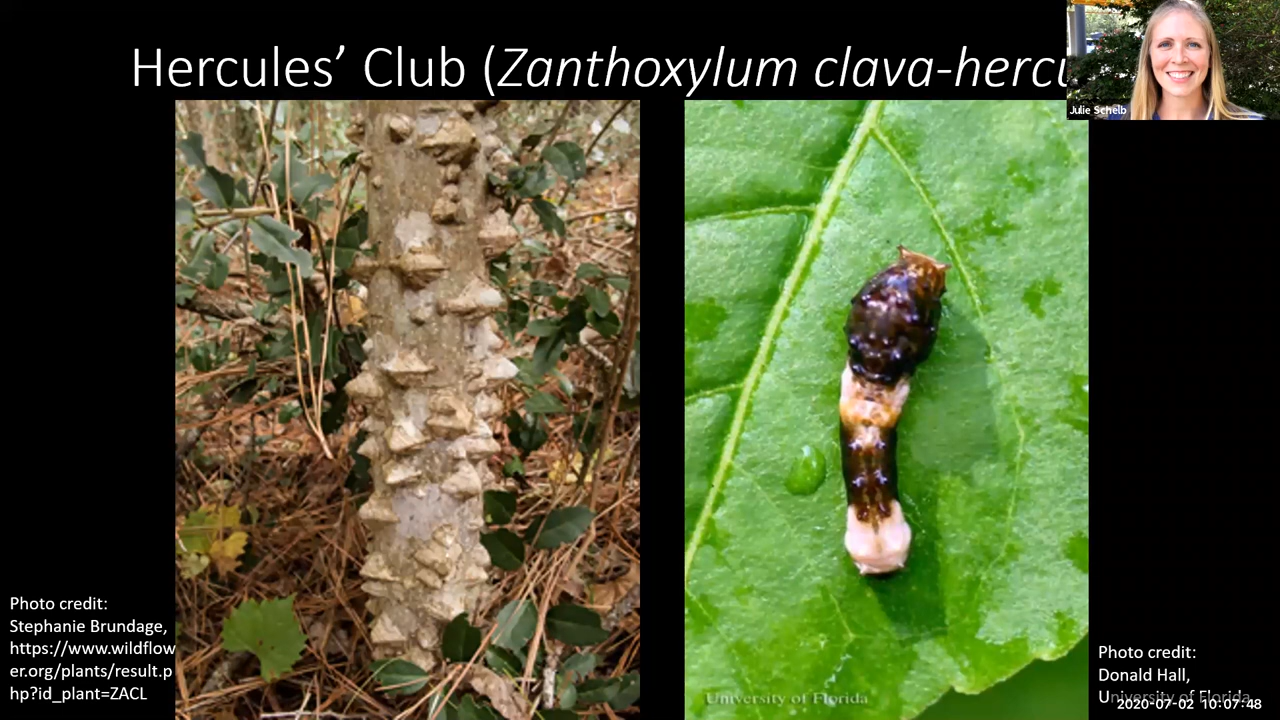 Hercules’ Club (Zanthoxylum clava-hercu
Julie Schelb
Photo credit:
Stephanie Brundage,
https://www.wildflow
er.org/plants/result.p
hp?id_plant=ZACL
University of Florida
Photo credit:
Donald Hall,
University of Florida
2020-07-02 10:07:48